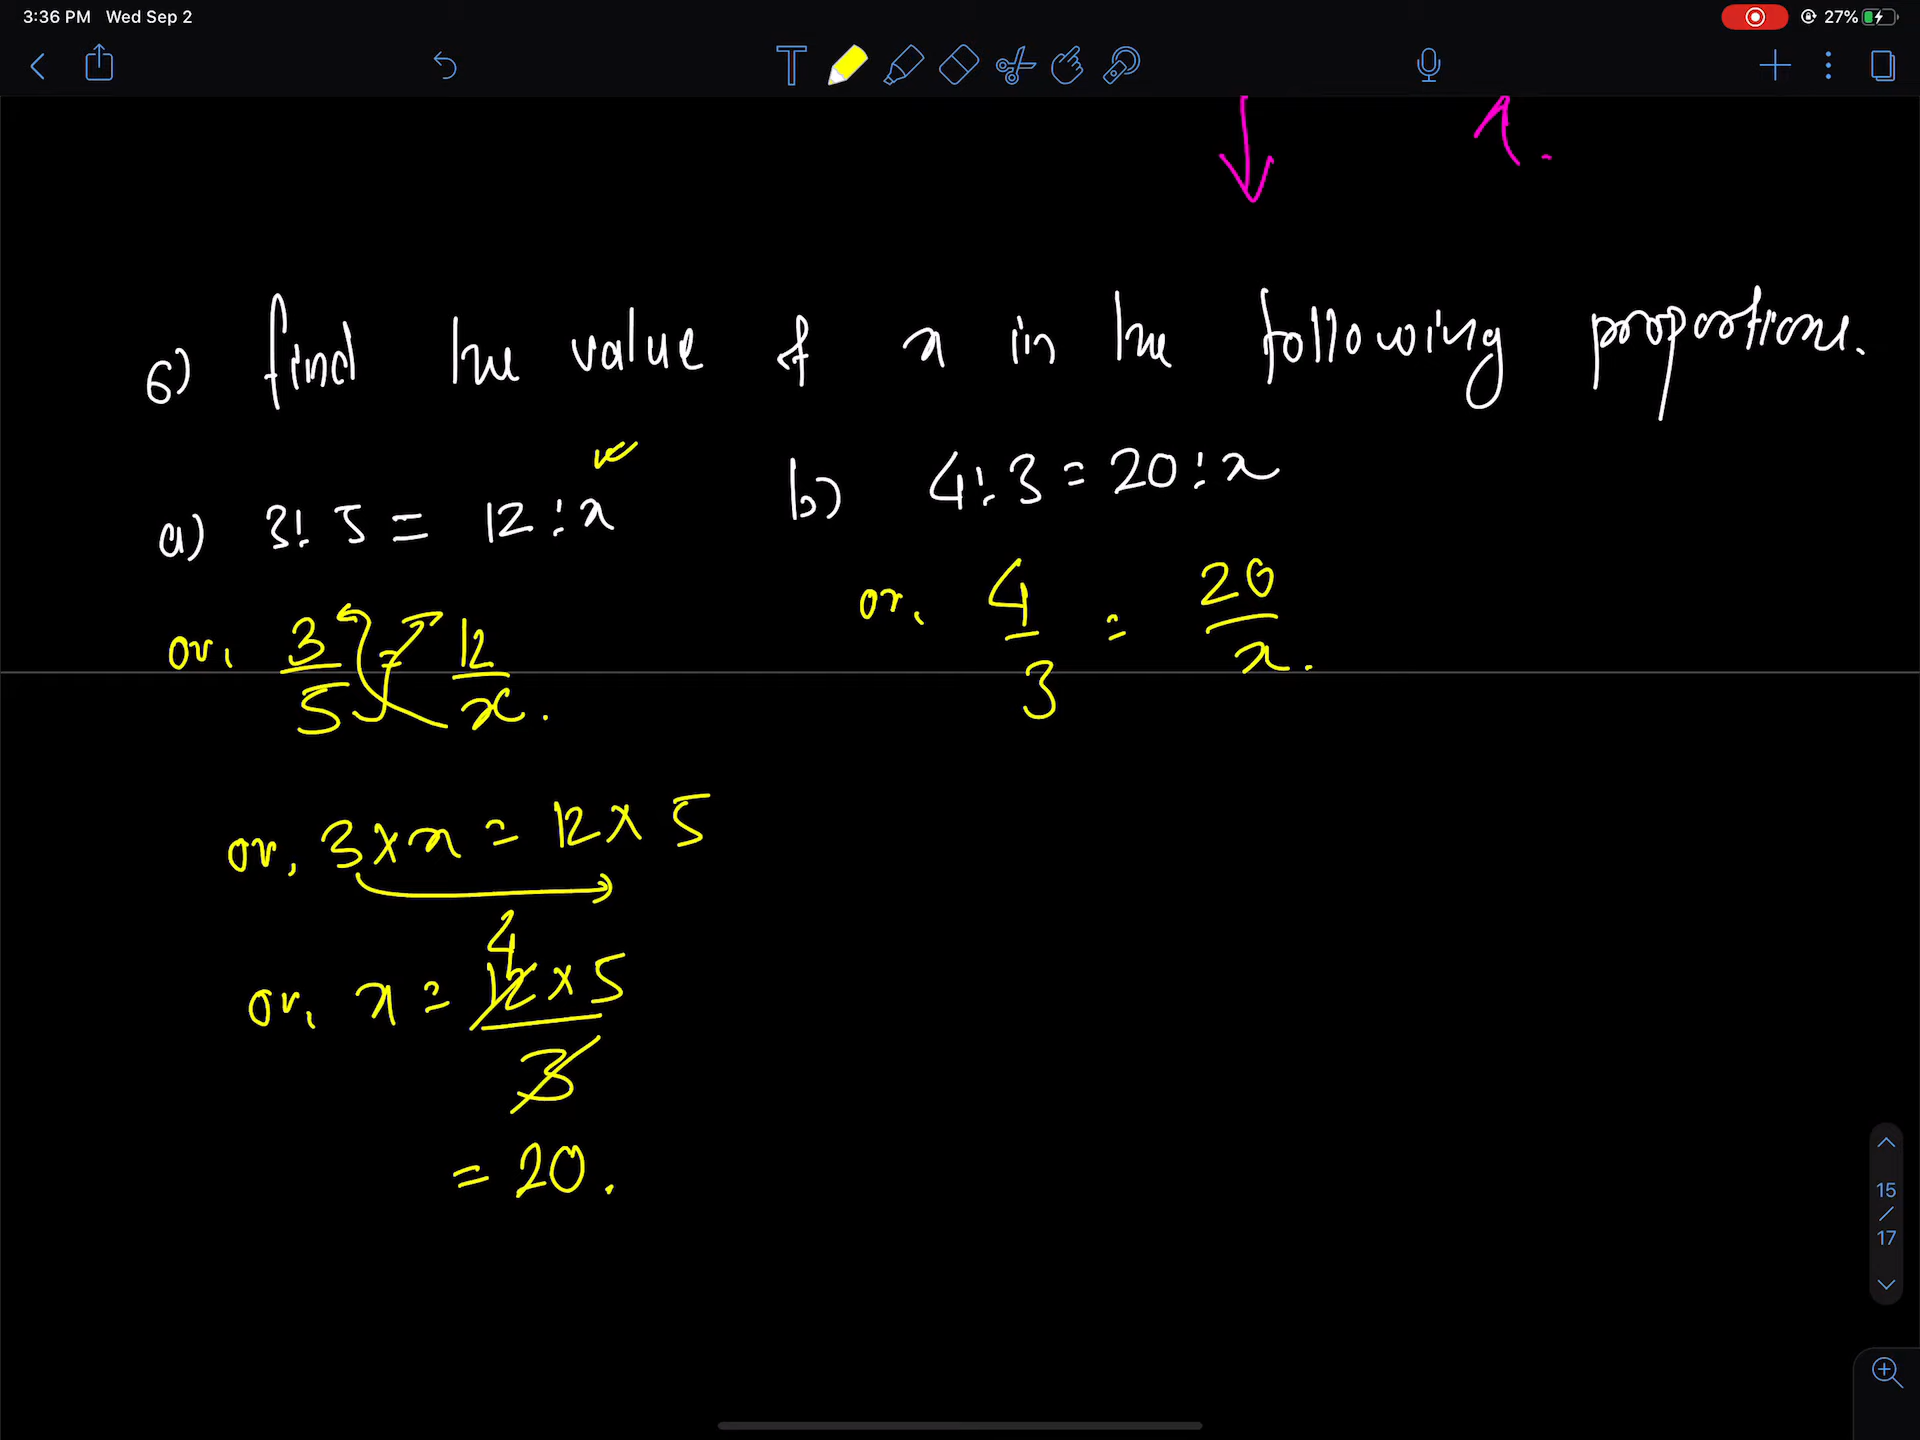 3:36 PM Wed Sep 2
27%
1.
6) find the value of x in the following proportions.
a) 3:5 = 12:x
or, 3/5 = 12/x.
or, 3×x = 12×5
4
or, x = 12×5/3
= 20.
b) 4:3 = 20:x
or, 4/3 = 20/x.
15
/
17